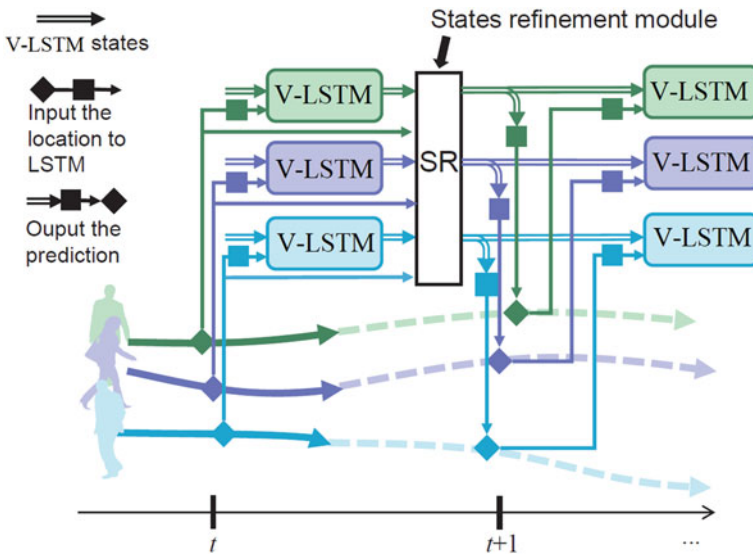 States refinement module
V-LSTM states
Input the
location to
LSTM
Ouput the
prediction
V-LSTM
V-LSTM
V-LSTM
SR
V-LSTM
V-LSTM
V-LSTM
t
t+1
...